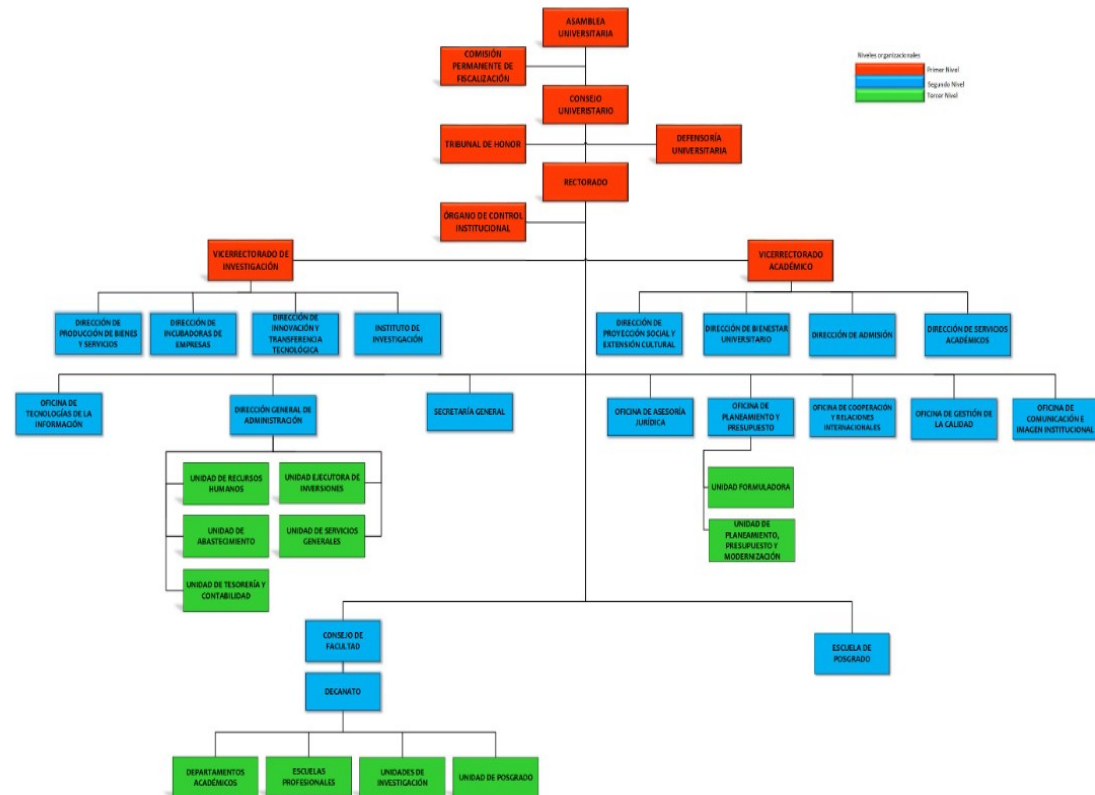 ASAMBLEA
UNIVERSITARIA
Niveles organizacionales
Primer Nivel
Segundo Nivel
Tercer Nivel
COMISIÓN
PERMANENTE DE
FISCALIZACIÓN
CONSEJO
UNIVERISTARIO
TRIBUNAL DE HONOR
DEFENSORÍA
UNIVERSITARIA
RECTORADO
ÓRGANO DE CONTROL
INSTITUCIONAL
VICERRECTORADO DE
INVESTIGACIÓN
VICERRECTORADO
ACADÉMICO
DIRECCIÓN DE
PRODUCCIÓN DE BIENES
Y SERVICIOS
DIRECCIÓN DE
INCUBADORAS DE
EMPRESAS
DIRECCIÓN DE
INNOVACIÓN Y
TRANSFERENCIA
TECNOLÓGICA
INSTITUTO DE
INVESTIGACIÓN
DIRECCIÓN DE
PROYECCIÓN SOCIAL Y
EXTENSIÓN CULTURAL
DIRECCIÓN DE BIENESTAR
UNIVERSITARIO
DIRECCIÓN DE ADMISIÓN
DIRECCIÓN DE SERVICIOS
ACADÉMICOS
OFICINA DE
TECNOLOGÍAS DE LA
INFORMACIÓN
DIRECCIÓN GENERAL DE
ADMINISTRACIÓN
SECRETARÍA GENERAL
OFICINA DE ASESORÍA
JURÍDICA
OFICINA DE
PLANEAMIENTO Y
PRESUPUESTO
OFICINA DE COOPERACIÓN
Y RELACIONES
INTERNACIONALES
OFICINA DE GESTIÓN DE
LA CALIDAD
OFICINA DE
COMUNICACIÓN E
IMAGEN INSTITUCIONAL
UNIDAD DE RECURSOS
HUMANOS
UNIDAD EJECUTORA DE
INVERSIONES
UNIDAD DE
ABASTECIMIENTO
UNIDAD DE SERVICIOS
GENERALES
UNIDAD DE TESORERÍA Y
CONTABILIDAD
UNIDAD FORMULADORA
UNIDAD DE
PLANEAMIENTO,
PRESUPUESTO Y
MODERNIZACIÓN
CONSEJO DE
FACULTAD
DECANATO
ESCUELA DE
POSGRADO
DEPARTAMENTOS
ACADÉMICOS
ESCUELAS
PROFESIONALES
UNIDADES DE
INVESTIGACIÓN
UNIDAD DE POSGRADO